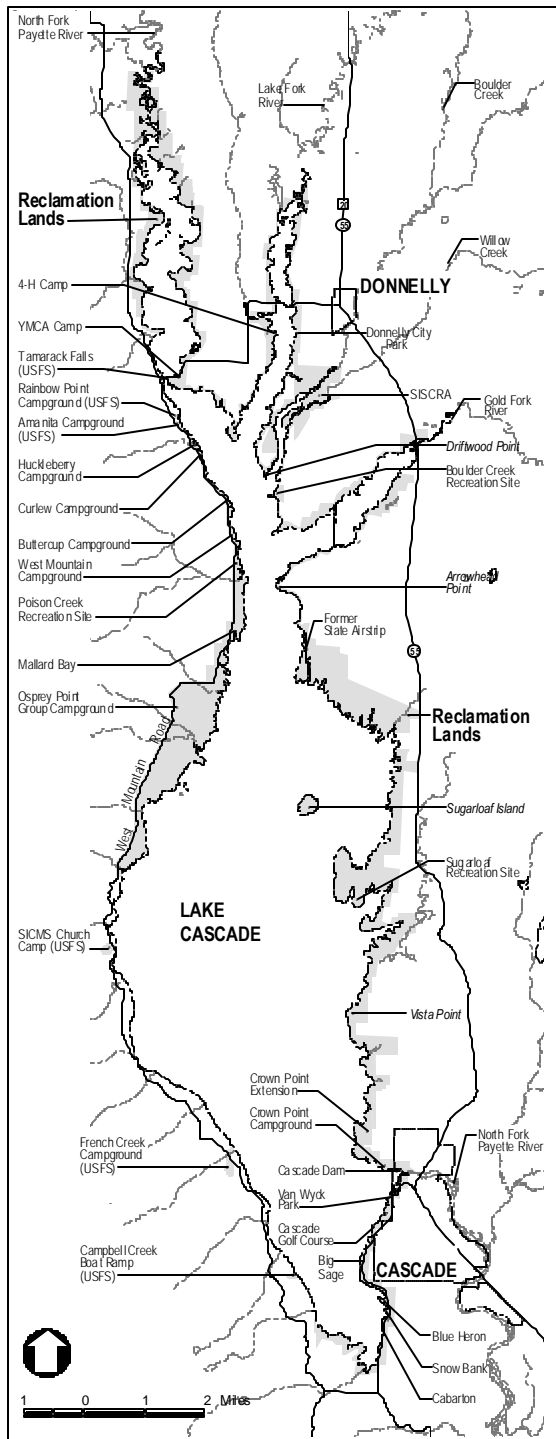 North Fork
Payette River
Lake Fork
River
Boulder
Creek
Reclamation
Lands
20
55
Willow
Creek
4-H Camp
DONNELLY
YMCA Camp
Donnelly City
Park
Tamarack Falls
(USFS)
Rainbow Point
Campground (USFS)
SISCRA
Gold Fork
River
Amanita Campground
(USFS)
Driftwood Point
Huckleberry
Campground
Boulder Creek
Recreation Site
Curlew Campground
Buttercup Campground
West Mountain
Campground
Arrowhead
Point
Poison Creek
Recreation Site
Former
State Airstrip
Mallard Bay
55
Osprey Point
Group Campground
Reclamation
Lands
West Mountain Road
Sugarloaf Island
Sugarloaf
Recreation Site
LAKE
CASCADE
SICMS Church
Camp (USFS)
Vista Point
Crown Point
Extension
Crown Point
Campground
French Creek
Campground
(USFS)
North Fork
Payette River
Cascade Dam
Van Wyck
Park
Cascade
Golf Course
Campbell Creek
Boat Ramp
(USFS)
Big
Sage
CASCADE
Blue Heron
Snow Bank
Cabarton
1 0 1 2 Miles